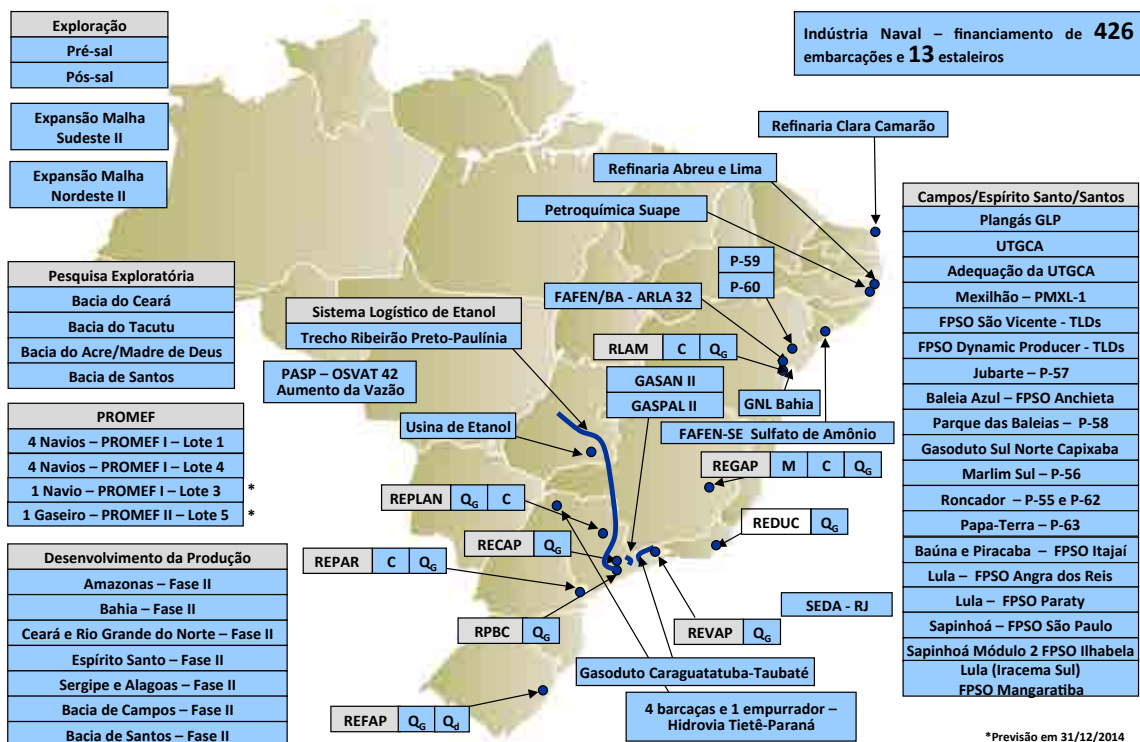 Exploração
Pré-sal
Pós-sal
Expansão Malha
Sudeste II
Expansão Malha
Nordeste II
Indústria Naval – financiamento de 426
embarcações e 13 estaleiros
Refinaria Clara Camarão
Refinaria Abreu e Lima
Petroquímica Suape
P-59
P-60
FAFEN/BA - ARLA 32
RLAM C QG
GNL Bahia
FAFEN-SE Sulfato de Amônio
Pesquisa Exploratória
Bacia do Ceará
Bacia do Tacutu
Bacia do Acre/Madre de Deus
Bacia de Santos
Sistema Logístico de Etanol
Trecho Ribeirão Preto-Paulínia
PASP – OSVAT 42
Aumento da Vazão
GASAN II
GASPAL II
Usina de Etanol
PROMEF
4 Navios – PROMEF I – Lote 1
4 Navios – PROMEF I – Lote 4
1 Navio – PROMEF I – Lote 3 *
1 Gaseiro – PROMEF II – Lote 5 *
REGAP M C QG
REPLAN QG C
REDUC QG
RECAP QG
REPAR C QG
SEDA - RJ
RPBC QG
REVAP QG
Gasoduto Caraguatatuba-Taubaté
4 barcaças e 1 empurrador –
Hidrovia Tietê-Paraná
REFAP QG Qd
Desenvolvimento da Produção
Amazonas – Fase II
Bahia – Fase II
Ceará e Rio Grande do Norte – Fase II
Espírito Santo – Fase II
Sergipe e Alagoas – Fase II
Bacia de Campos – Fase II
Bacia de Santos – Fase II
Campos/Espírito Santo/Santos
Plangás GLP
UTGCA
Adequação da UTGCA
Mexilhão – PMXL-1
FPSO São Vicente - TLDs
FPSO Dynamic Producer - TLDs
Jubarte – P-57
Baleia Azul – FPSO Anchieta
Parque das Baleias – P-58
Gasoduto Sul Norte Capixaba
Marlim Sul – P-56
Roncador – P-55 e P-62
Papa-Terra – P-63
Baúna e Piracaba – FPSO Itajaí
Lula – FPSO Angra dos Reis
Lula – FPSO Paraty
Sapinhoá – FPSO São Paulo
Sapinhoá Módulo 2 FPSO Ilhabela
Lula (Iracema Sul)
FPSO Mangaratiba
*Previsão em 31/12/2014